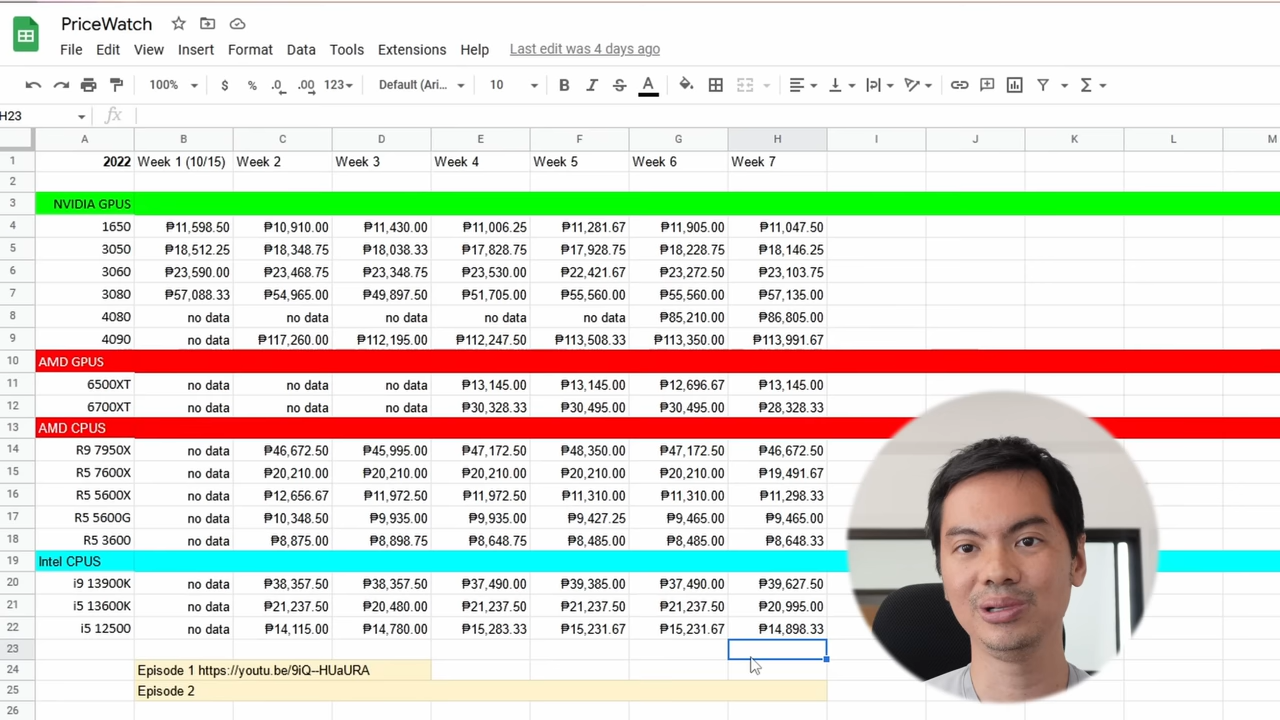 PriceWatch
File Edit View Insert Format Data Tools Extensions Help Last edit was 4 days ago
100% $ % .0 .00 123 Default (Ari... 10 B I S A
H23 fx
A B C D E F G H I J K L M
1 2022 Week 1 (10/15) Week 2 Week 3 Week 4 Week 5 Week 6 Week 7
2
3 NVIDIA GPUS
4 1650 ₱11,598.50 ₱10,910.00 ₱11,430.00 ₱11,006.25 ₱11,281.67 ₱11,905.00 ₱11,047.50
5 3050 ₱18,512.25 ₱18,348.75 ₱18,038.33 ₱17,828.75 ₱17,928.75 ₱18,228.75 ₱18,146.25
6 3060 ₱23,590.00 ₱23,468.75 ₱23,348.75 ₱23,530.00 ₱22,421.67 ₱23,272.50 ₱23,103.75
7 3080 ₱57,088.33 ₱54,965.00 ₱49,897.50 ₱51,705.00 ₱55,560.00 ₱55,560.00 ₱57,135.00
8 4080 no data no data no data no data no data ₱85,210.00 ₱86,805.00
9 4090 no data ₱117,260.00 ₱112,195.00 ₱112,247.50 ₱113,508.33 ₱113,350.00 ₱113,991.67
10 AMD GPUS
11 6500XT no data no data no data ₱13,145.00 ₱13,145.00 ₱12,696.67 ₱13,145.00
12 6700XT no data no data no data ₱30,328.33 ₱30,495.00 ₱30,495.00 ₱28,328.33
13 AMD CPUS
14 R9 7950X no data ₱46,672.50 ₱45,995.00 ₱47,172.50 ₱48,350.00 ₱47,172.50 ₱46,672.50
15 R5 7600X no data ₱20,210.00 ₱20,210.00 ₱20,210.00 ₱20,210.00 ₱20,210.00 ₱19,491.67
16 R5 5600X no data ₱12,656.67 ₱11,972.50 ₱11,972.50 ₱11,310.00 ₱11,310.00 ₱11,298.33
17 R5 5600G no data ₱10,348.50 ₱9,935.00 ₱9,935.00 ₱9,427.25 ₱9,465.00 ₱9,465.00
18 R5 3600 no data ₱8,875.00 ₱8,898.75 ₱8,648.75 ₱8,485.00 ₱8,485.00 ₱8,648.33
19 Intel CPUS
20 i9 13900K no data ₱38,357.50 ₱38,357.50 ₱37,490.00 ₱39,385.00 ₱37,490.00 ₱39,627.50
21 i5 13600K no data ₱21,237.50 ₱20,480.00 ₱21,237.50 ₱21,237.50 ₱21,237.50 ₱20,995.00
22 i5 12500 no data ₱14,115.00 ₱14,780.00 ₱15,283.33 ₱15,231.67 ₱15,231.67 ₱14,898.33
23
24 Episode 1 https://youtu.be/9iQ--HUaURA
25 Episode 2
26